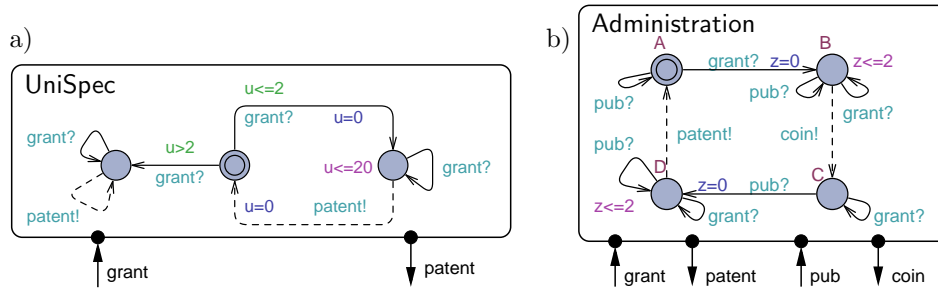 a)
UniSpec
u<=2
grant?
u=0
grant?
u>2
grant?
u<=20
grant?
patent!
u=0
patent!
grant
patent
b)
Administration
A
B
grant?
z=0
z<=2
pub?
pub?
grant?
patent!
coin!
pub?
D
C
z=0
pub?
z<=2
grant?
grant?
grant
patent
pub
coin